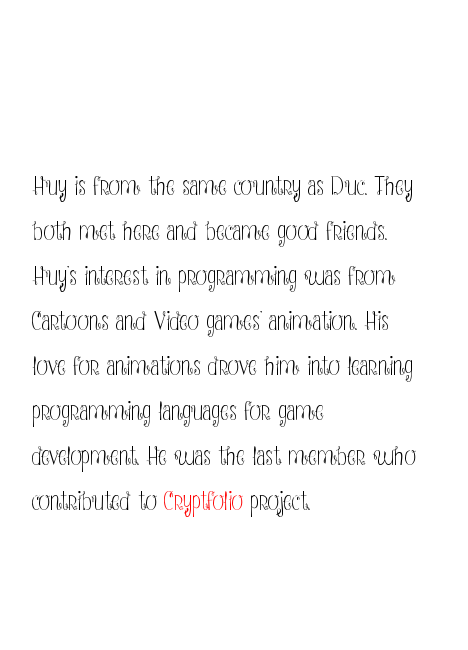 Huy is from the same country as Duc. They
both met here and became good friends.
Huy's interest in programming was from
Cartoons and Video games' animation. His
love for animations drove him into learning
programming languages for game
development. He was the last member who
contributed to Cryptfolio project.